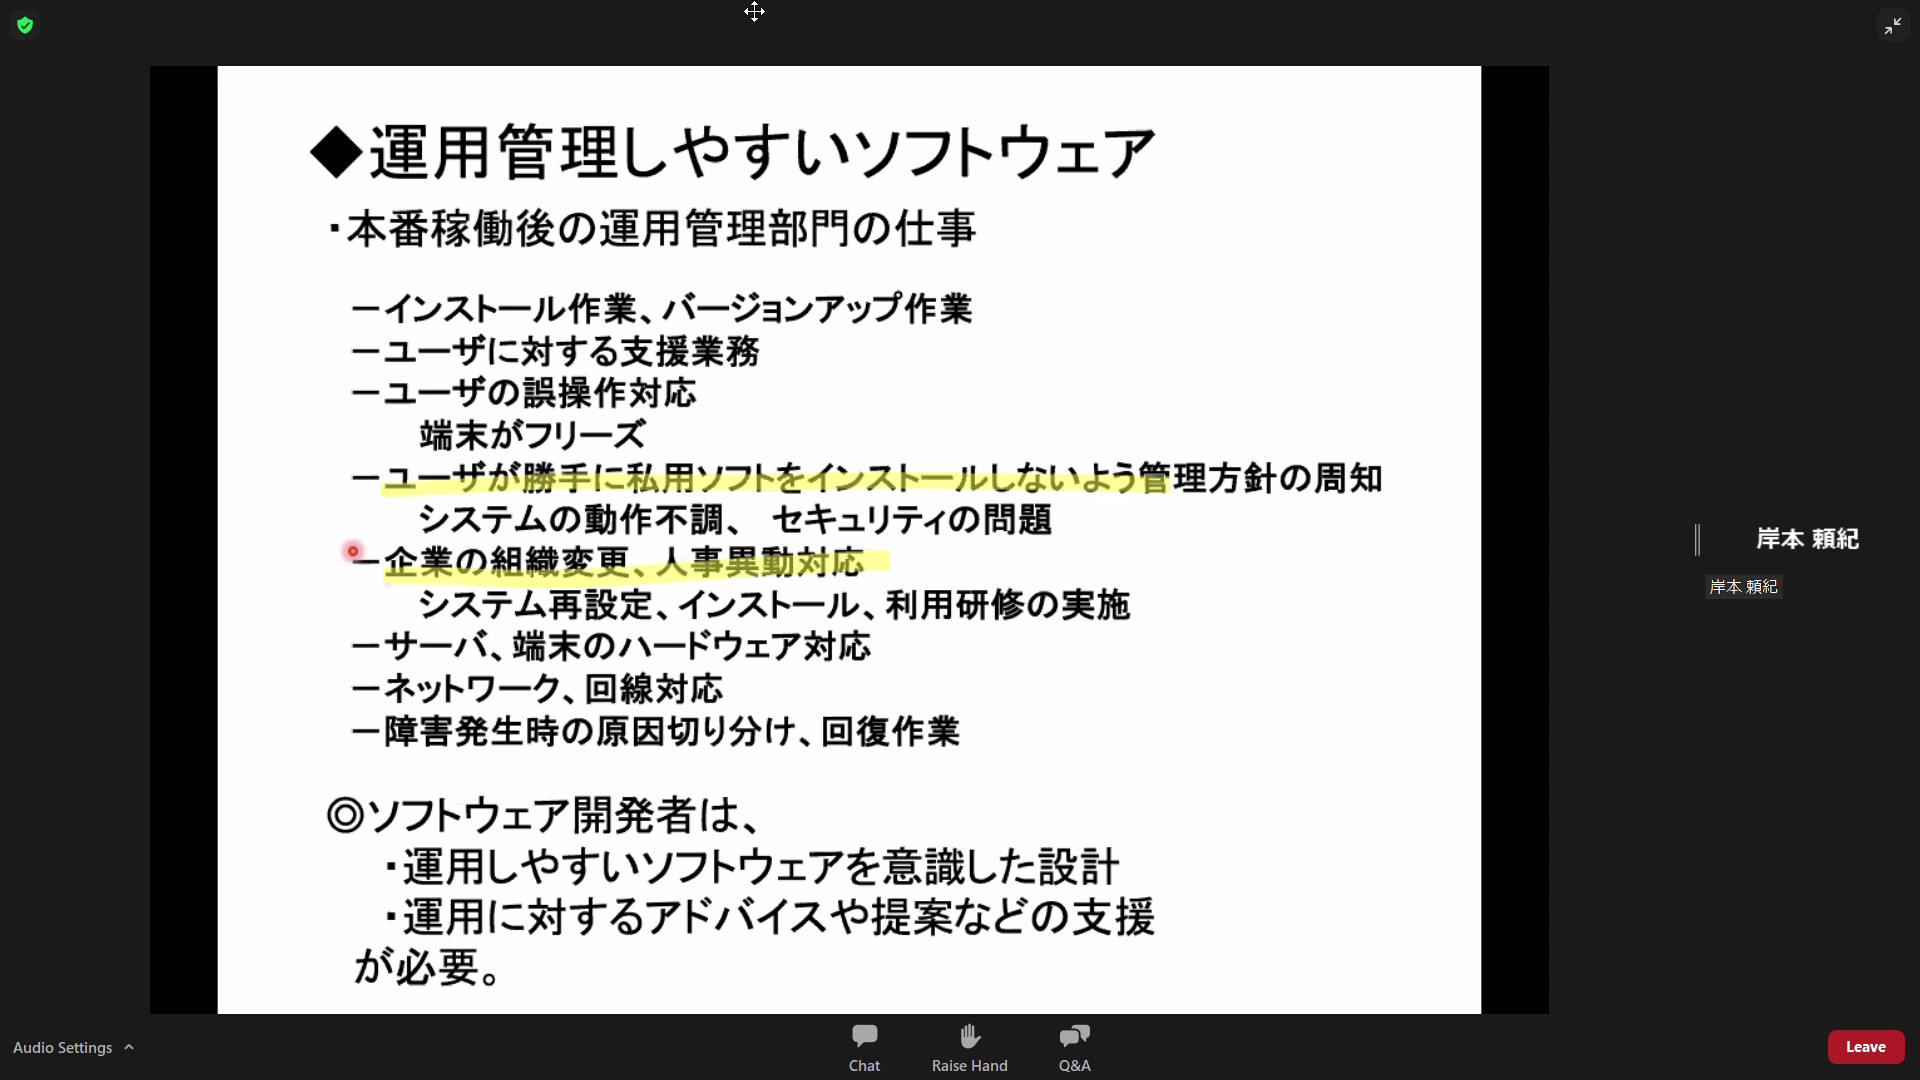 ◆運用管理しやすいソフトウェア
・本番稼働後の運用管理部門の仕事
－インストール作業、バージョンアップ作業
－ユーザに対する支援業務
－ユーザの誤操作対応
端末がフリーズ
－ユーザが勝手に私用ソフトをインストールしないよう管理方針の周知
システムの動作不調、　セキュリティの問題
－企業の組織変更、人事異動対応
システム再設定、インストール、利用研修の実施
－サーバ、端末のハードウェア対応
－ネットワーク、回線対応
－障害発生時の原因切り分け、回復作業
◎ソフトウェア開発者は、
・運用しやすいソフトウェアを意識した設計
・運用に対するアドバイスや提案などの支援
が必要。
岸本 頼紀
岸本 頼紀
Audio Settings
Chat
Raise Hand
Q&A
Leave